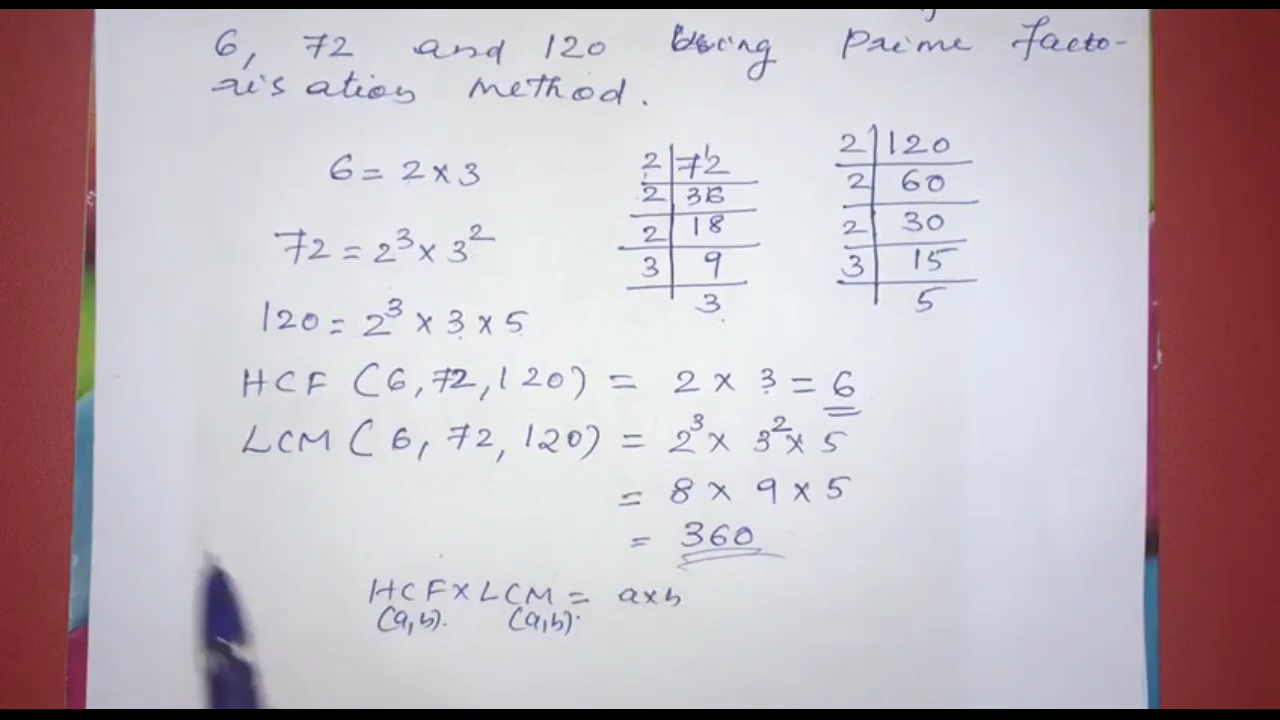 6, 72 and 120 Using Prime facto-
risation method.
6 = 2 × 3
72 = 2³ × 3²
120 = 2³ × 3 × 5
2 | 72
2 | 36
2 | 18
3 | 9
3
2 | 120
2 | 60
2 | 30
3 | 15
5
HCF (6, 72, 120) = 2 × 3 = 6
LCM (6, 72, 120) = 2³ × 3² × 5
= 8 × 9 × 5
= 360
HCF × LCM = a×b
(a,b). (a,b).